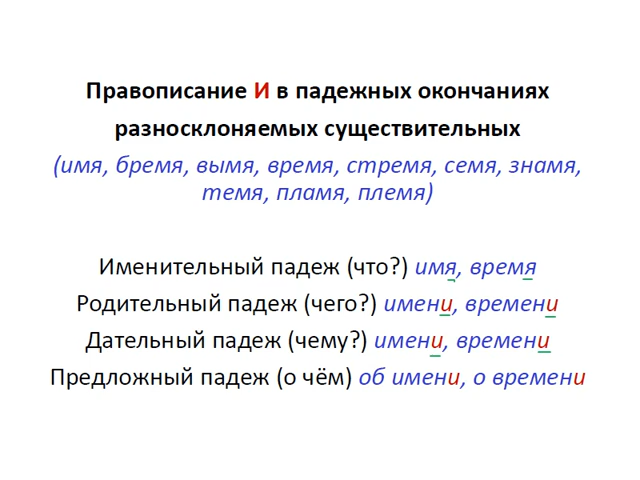 Правописание И в падежных окончаниях
разносклоняемых существительных
(имя, бремя, вымя, время, стремя, семя, знамя,
темя, пламя, племя)
Именительный падеж (что?) имя, время
Родительный падеж (чего?) имени, времени
Дательный падеж (чему?) имени, времени
Предложный падеж (о чём) об имени, о времени